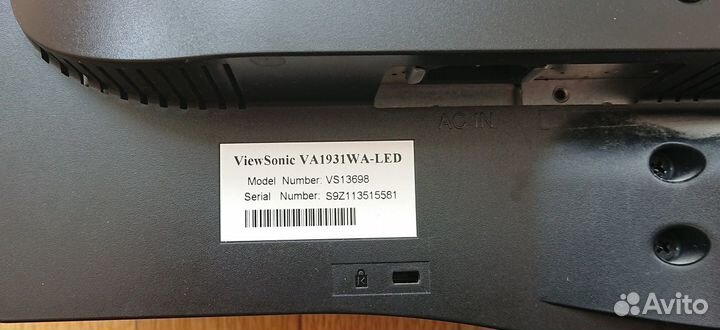 AC IN
ViewSonic VA1931WA-LED
Model Number: VS13698
Serial Number: S9Z113515581
K
Avito